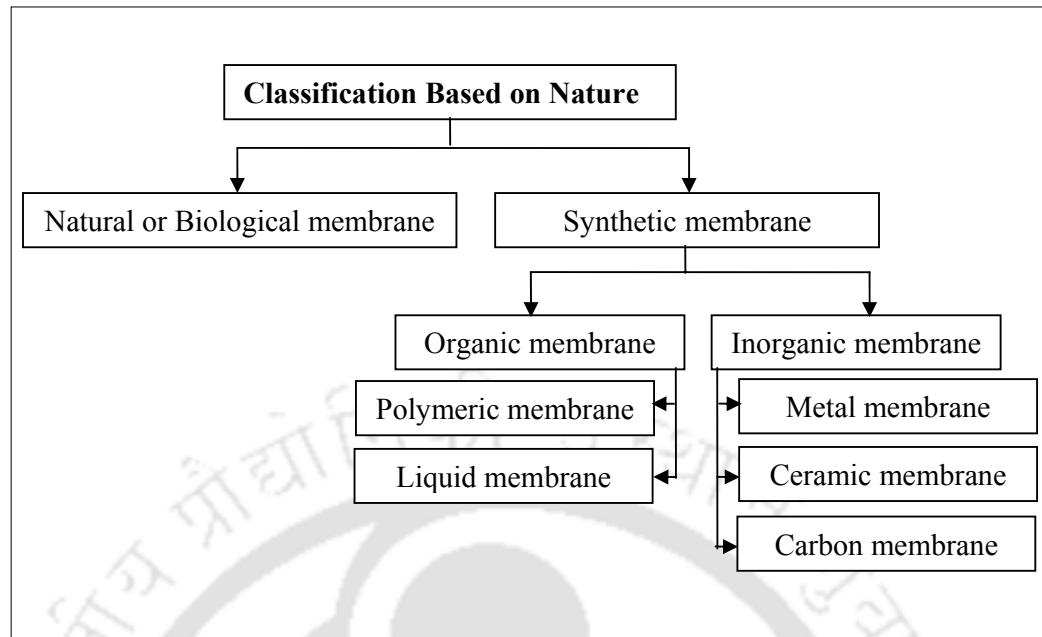 Classification Based on Nature
Natural or Biological membrane
Synthetic membrane
Organic membrane
Inorganic membrane
Polymeric membrane
Metal membrane
Liquid membrane
Ceramic membrane
Carbon membrane